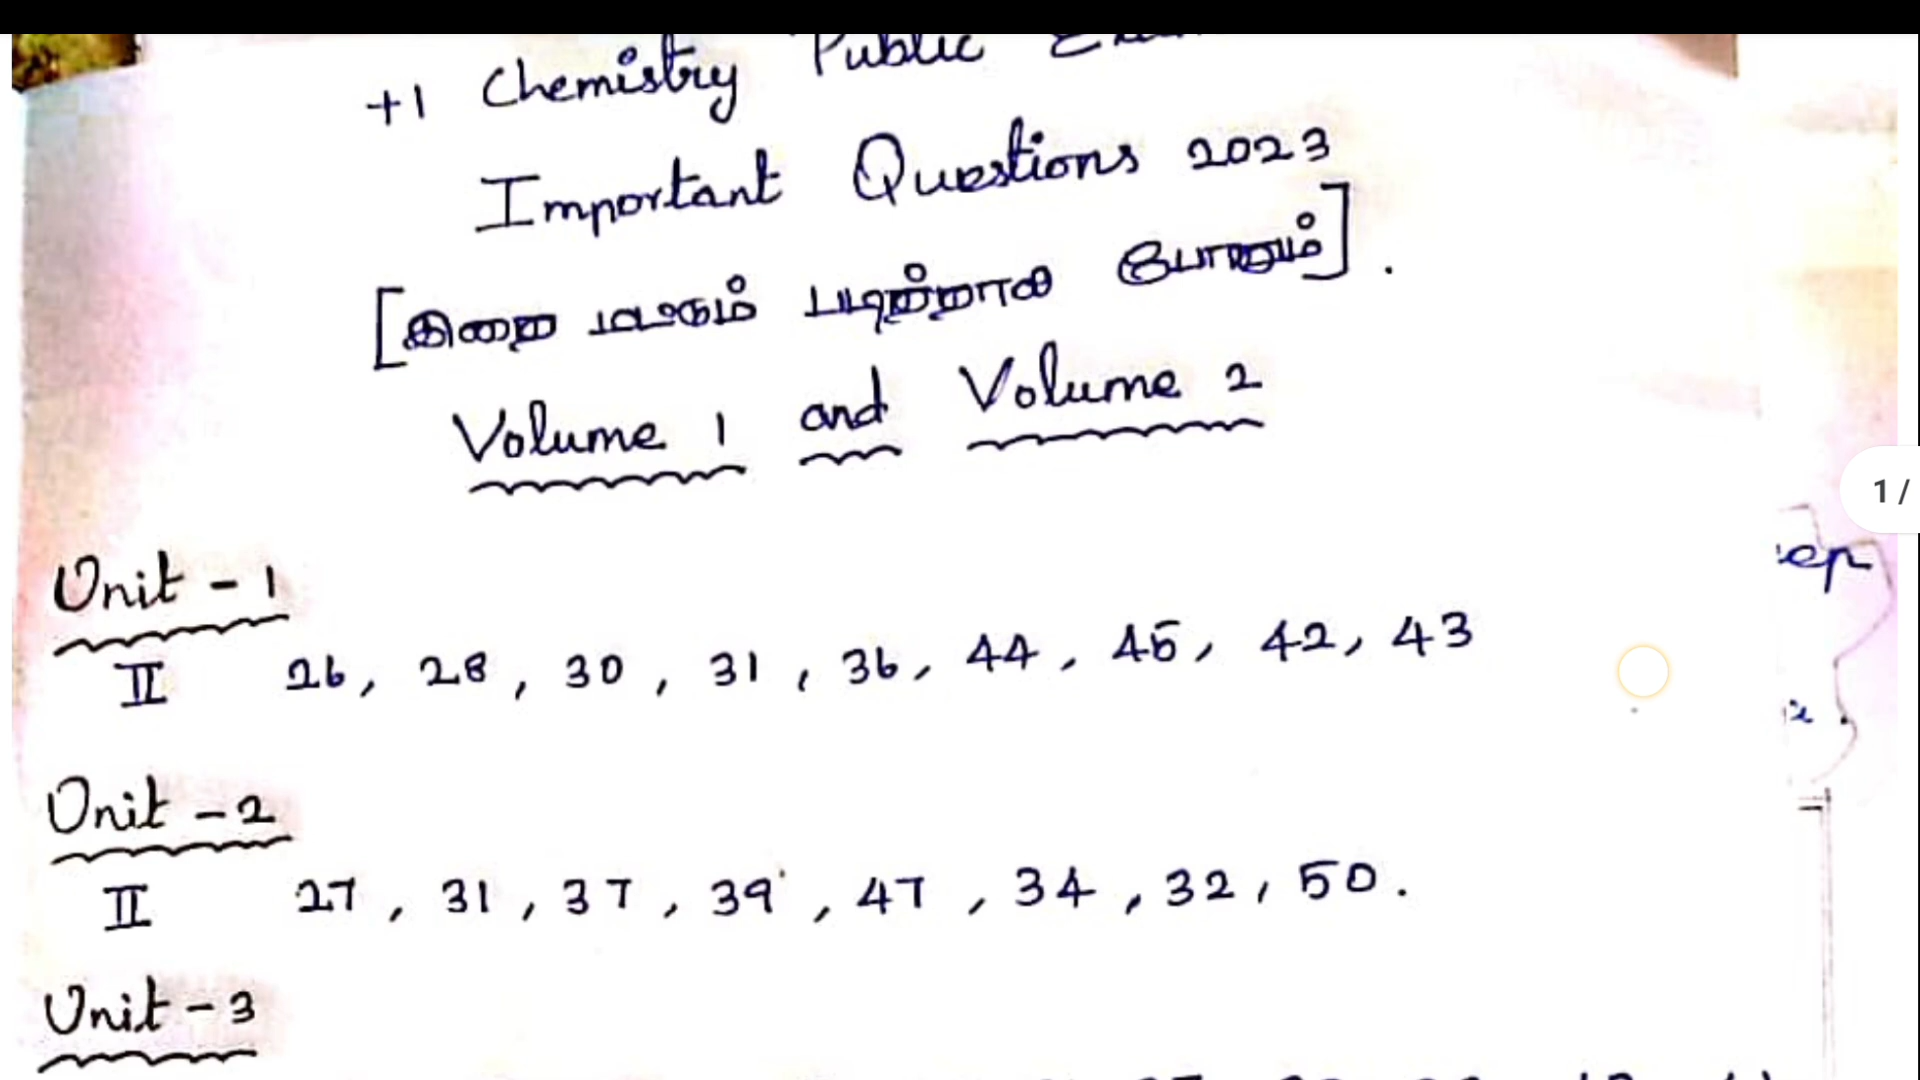 +1 Chemistry Public
Important Questions 2023
[இதை மட்டும் படித்தால் போதும்].
Volume 1 and Volume 2
Unit - 1
II 26, 28, 30, 31, 36, 44, 45, 42, 43
Unit - 2
II 27, 31, 37, 39, 47, 34, 32, 50.
Unit - 3
1 /